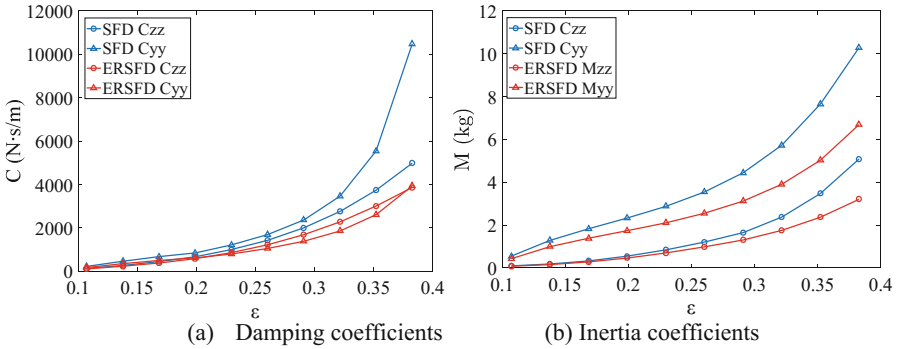 12000
10000
8000
6000
4000
2000
0
C (N·s/m)
SFD Czz
SFD Cyy
ERSFD Czz
ERSFD Cyy
0.1 0.15 0.2 0.25 0.3 0.35 0.4
ε
(a) Damping coefficients
12
10
8
6
4
2
0
M (kg)
SFD Czz
SFD Cyy
ERSFD Mzz
ERSFD Myy
0.1 0.15 0.2 0.25 0.3 0.35 0.4
ε
(b) Inertia coefficients